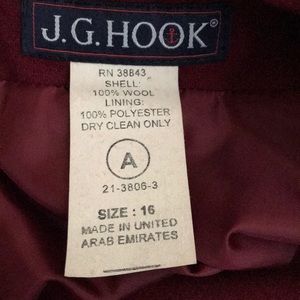 J.G.HOOK®
RN 38843
SHELL:
100% WOOL
LINING:
100% POLYESTER
DRY CLEAN ONLY
A
21-3806-3
SIZE : 16
MADE IN UNITED
ARAB EMIRATES